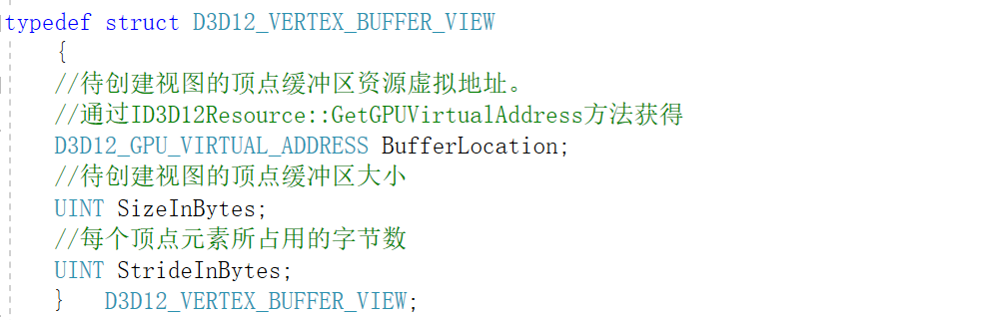 typedef struct D3D12_VERTEX_BUFFER_VIEW
{
//待创建视图的顶点缓冲区资源虚拟地址。
//通过ID3D12Resource::GetGPUVirtualAddress方法获得
D3D12_GPU_VIRTUAL_ADDRESS BufferLocation;
//待创建视图的顶点缓冲区大小
UINT SizeInBytes;
//每个顶点元素所占用的字节数
UINT StrideInBytes;
} D3D12_VERTEX_BUFFER_VIEW;